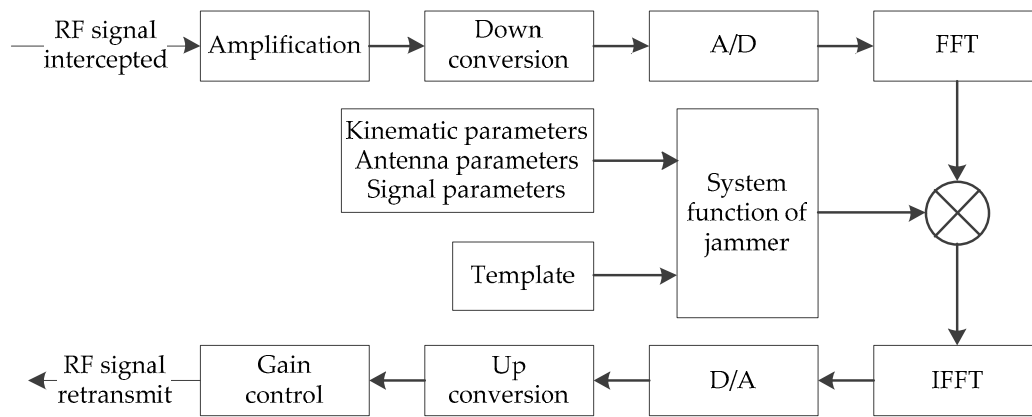 RF signal
intercepted
Amplification
Down
conversion
A/D
FFT
Kinematic parameters
Antenna parameters
Signal parameters
System
function of
jammer
Template
RF signal
retransmit
Gain
control
Up
conversion
D/A
IFFT